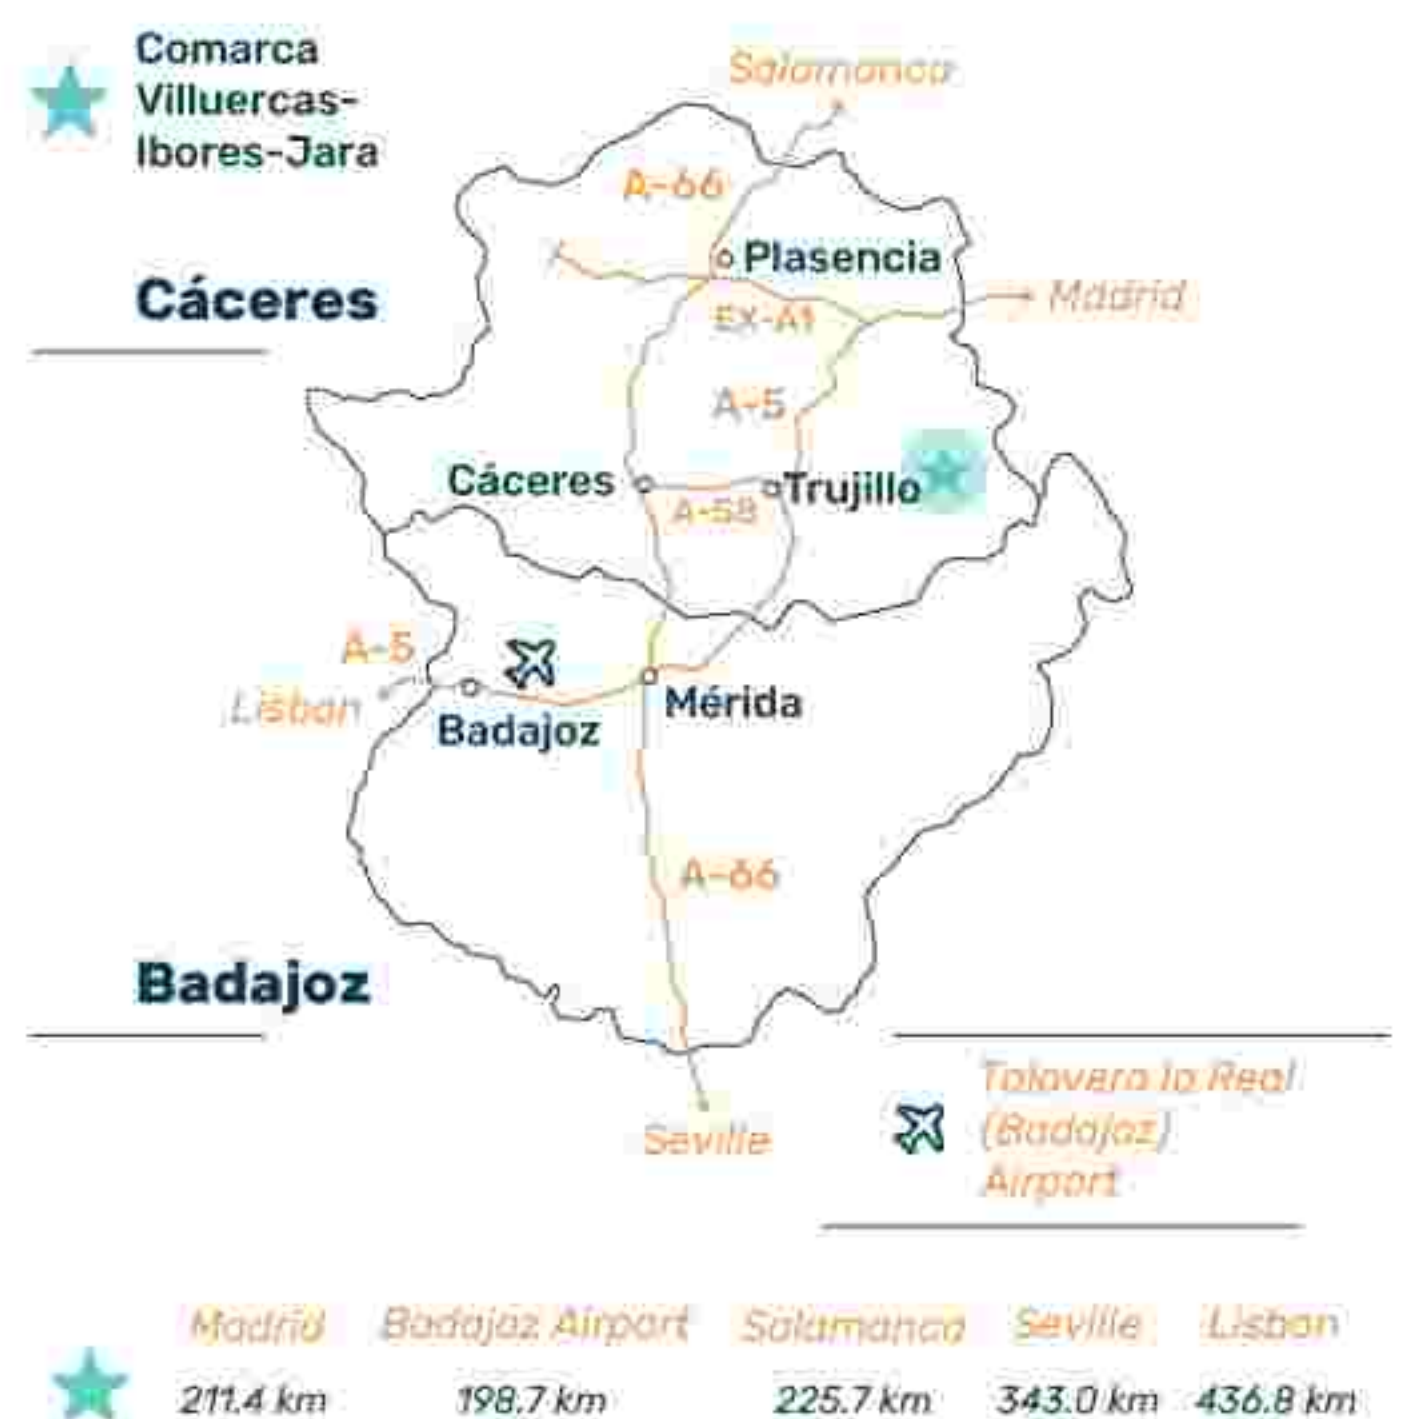 Comarca
Villuercas-
Ibores-Jara
Salamanca
A-66
Plasencia
Cáceres
Madrid
EX-A1
A-5
Cáceres
Trujillo
A-58
A-5
Lisbon
Mérida
Badajoz
A-66
Badajoz
Talavera la Real
(Badajoz)
Airport
Seville
Madrid Badajoz Airport Salamanca Seville Lisbon
211.4 km 198.7 km 225.7 km 343.0 km 436.8 km